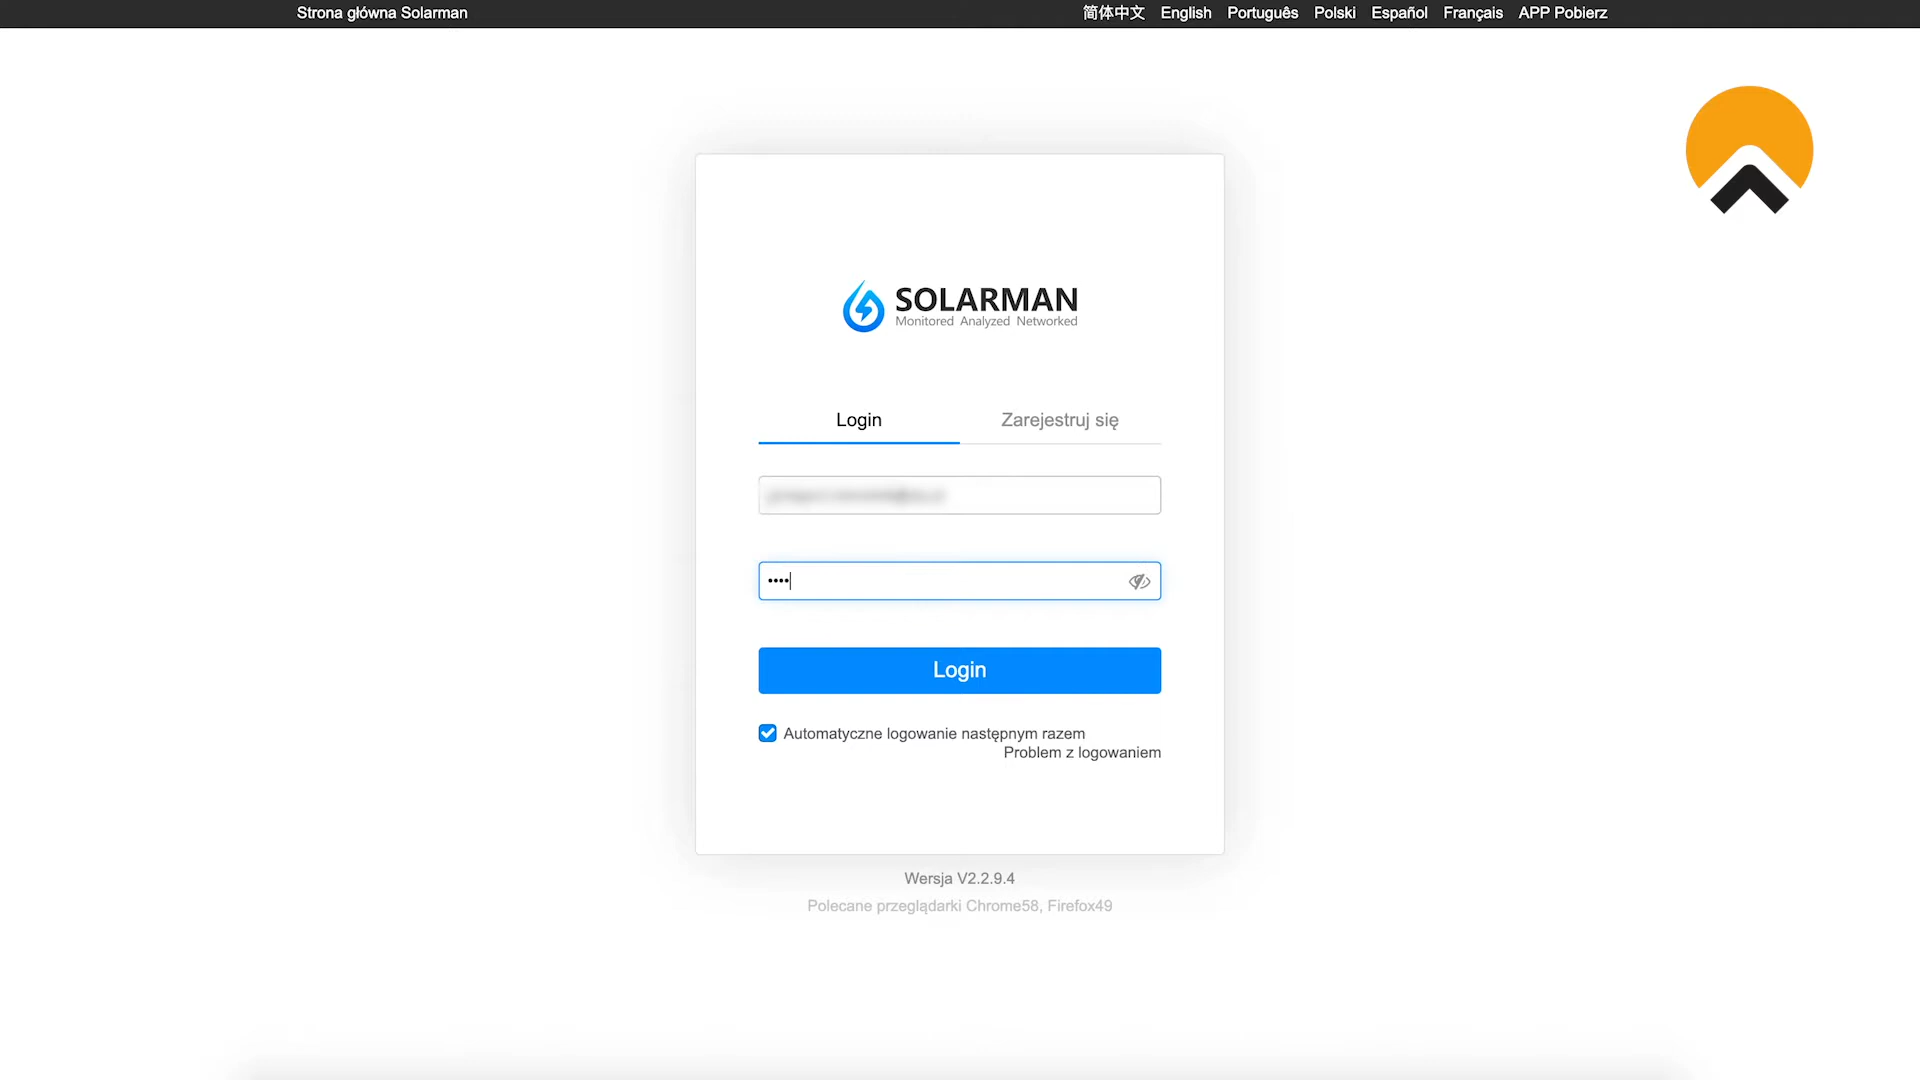 Strona główna Solarman
简体中文 English Português Polski Español Français APP Pobierz
SOLARMAN
Monitored Analyzed Networked
Login Zarejestruj się
••••
Login
Automatyczne logowanie następnym razem
Problem z logowaniem
Wersja V2.2.9.4
Polecane przeglądarki Chrome58, Firefox49